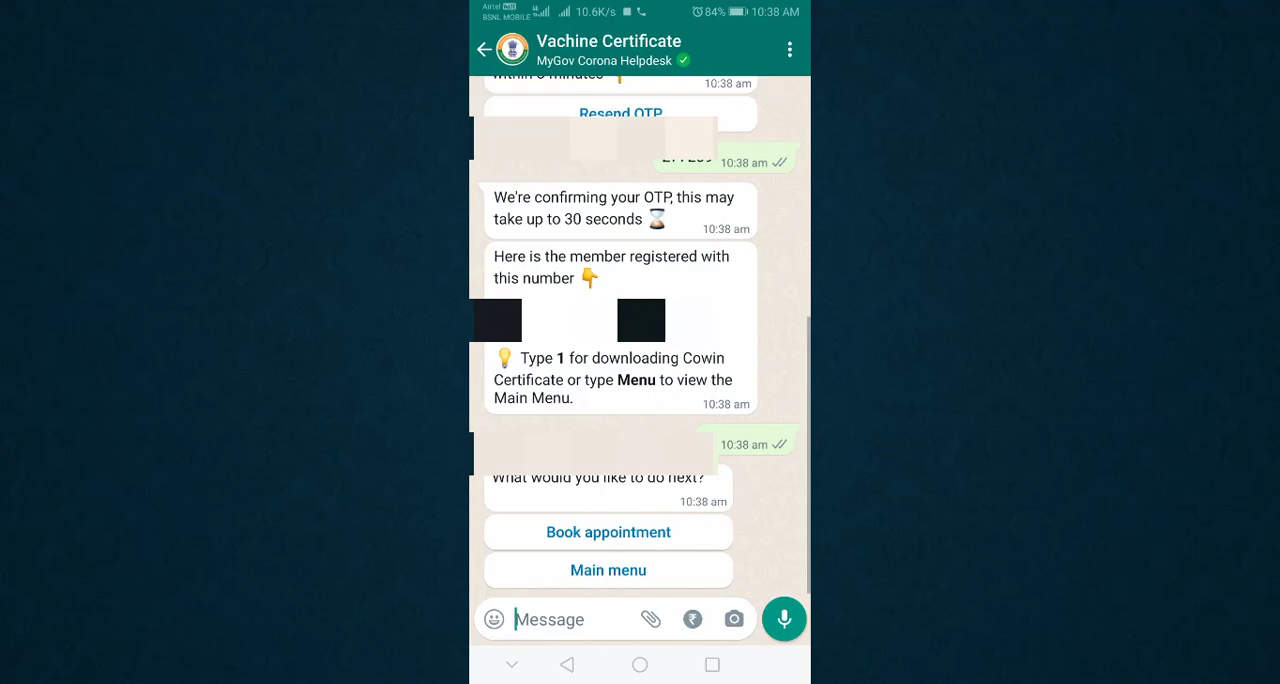 Airtel
BSNL MOBILE
10.6K/s
84%
10:38 AM
Vachine Certificate
MyGov Corona Helpdesk
10:38 am
Resend OTP
10:38 am
We're confirming your OTP, this may
take up to 30 seconds
10:38 am
Here is the member registered with
this number
Type 1 for downloading Cowin
Certificate or type Menu to view the
Main Menu.
10:38 am
10:38 am
What would you like to do next?
10:38 am
Book appointment
Main menu
Message